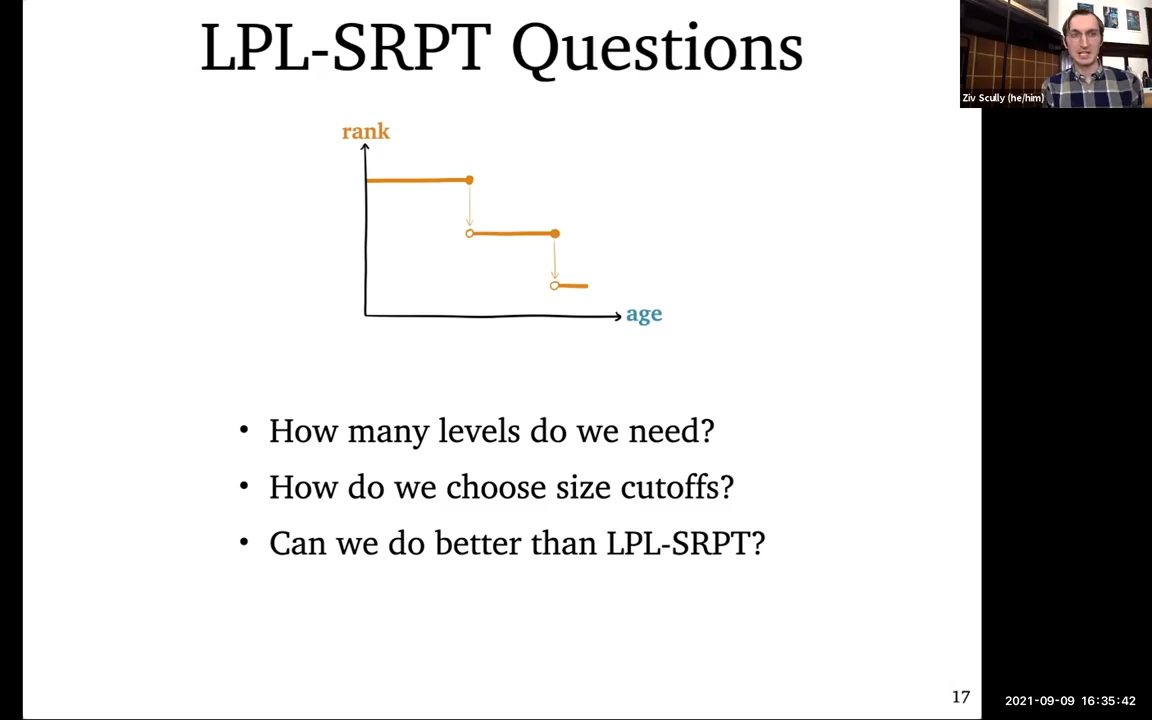 LPL-SRPT Questions
Ziv Scully (he/him)
rank
age
• How many levels do we need?
• How do we choose size cutoffs?
• Can we do better than LPL-SRPT?
17
2021-09-09 16:35:42